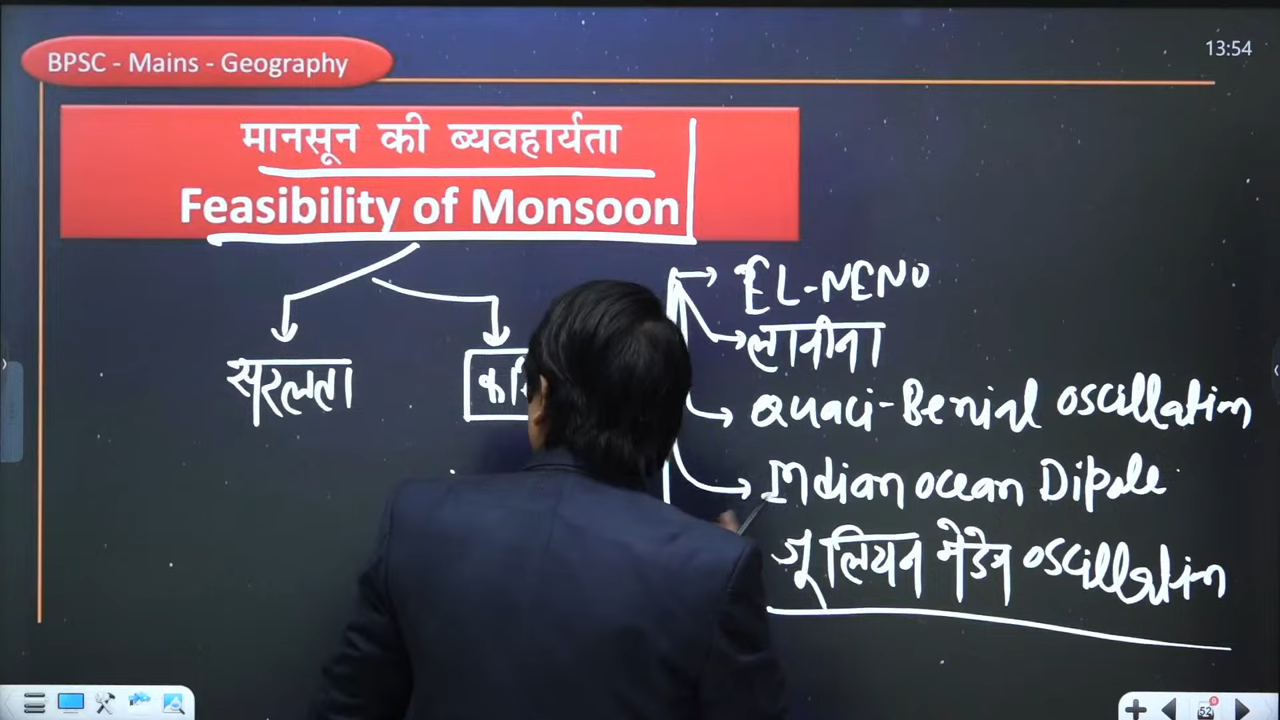 BPSC - Mains - Geography
13:54
मानसून की ब्यवहार्यता
Feasibility of Monsoon
सरलता
EL-NENO
लानीना
Quaci-Benial oscillation
Indian ocean Dipole
जूलियन मेडेन oscillation
52